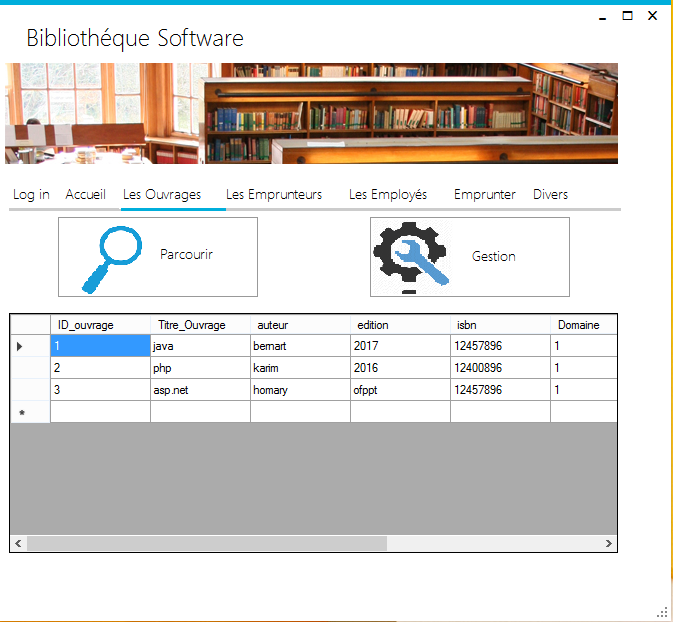 Bibliothéque Software
Log in Accueil Les Ouvrages Les Emprunteurs Les Employés Emprunter Divers
Parcourir Gestion
ID_ouvrage Titre_Ouvrage auteur edition isbn Domaine
1 java bernart 2017 12457896 1
2 php karim 2016 12400896 1
3 asp.net homary ofppt 12457896 1